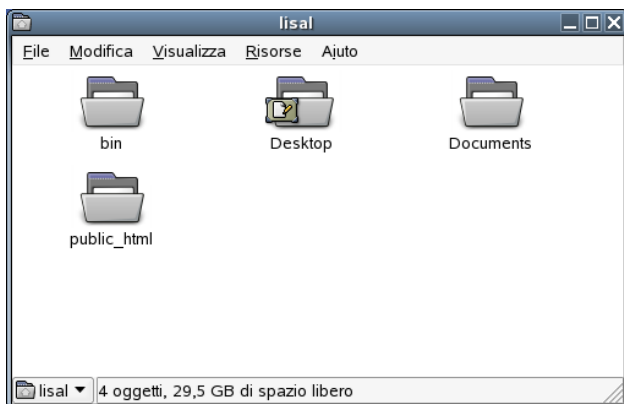 lisal
File Modifica Visualizza Risorse Aiuto
bin Desktop Documents
public_html
lisal 4 oggetti, 29,5 GB di spazio libero